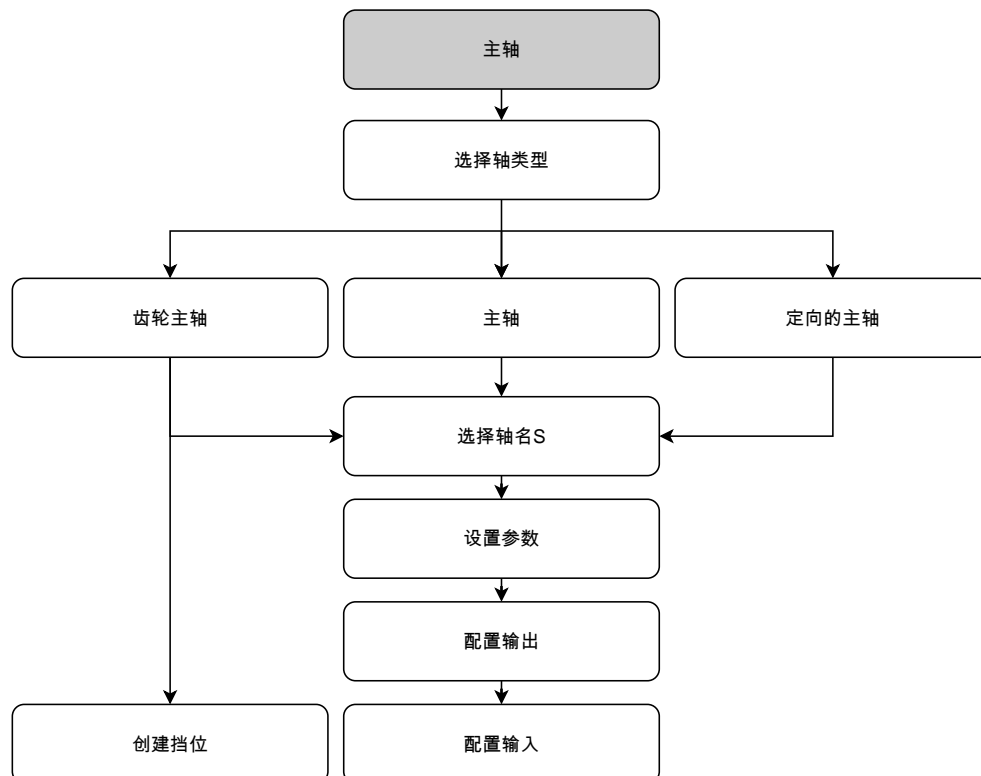 主轴
选择轴类型
齿轮主轴
主轴
定向的主轴
选择轴名S
设置参数
配置输出
创建挡位
配置输入